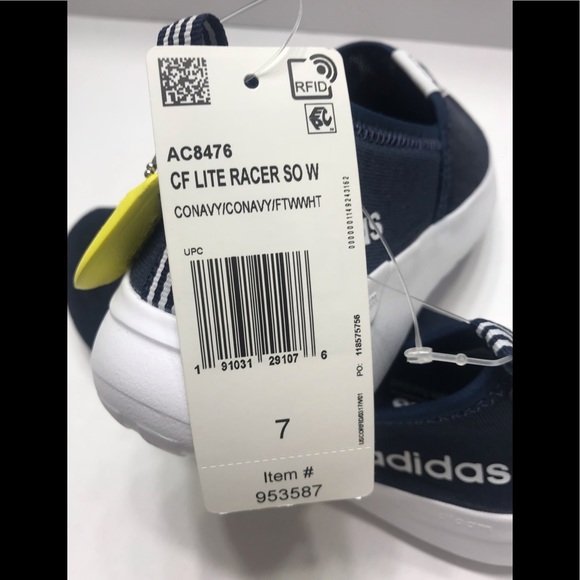 RFID
AC8476
CF LITE RACER SO W
CONAVY/CONAVY/FTWWHT
0000001149243162
UPC
1 91031 29107 6
PO: 118575756
7
Item #
953587
adidas